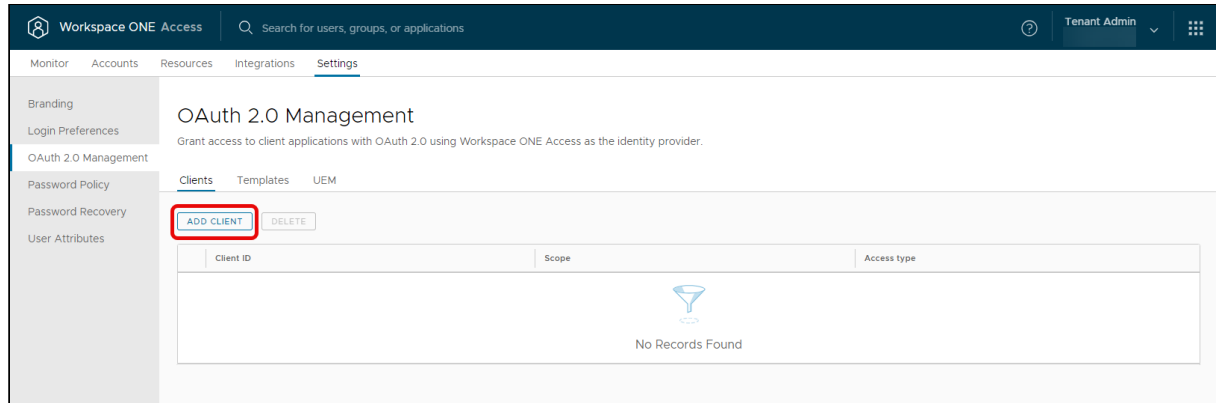 Workspace ONE Access
Search for users, groups, or applications
Tenant Admin
Monitor Accounts Resources Integrations Settings
Branding
Login Preferences
OAuth 2.0 Management
Password Policy
Password Recovery
User Attributes
OAuth 2.0 Management
Grant access to client applications with OAuth 2.0 using Workspace ONE Access as the identity provider.
Clients Templates UEM
ADD CLIENT DELETE
Client ID Scope Access type
No Records Found